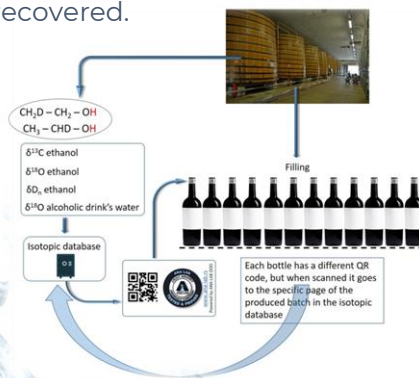 recovered.
CH₂D – CH₂ – OH
CH₃ – CHD – OH
δ¹³C ethanol
δ¹⁸O ethanol
δDₙ ethanol
δ¹⁸O alcoholic drink's water
Isotopic database
Filling
Each bottle has a different QR
code, but when scanned it goes
to the specific page of the
produced batch in the isotopic
database